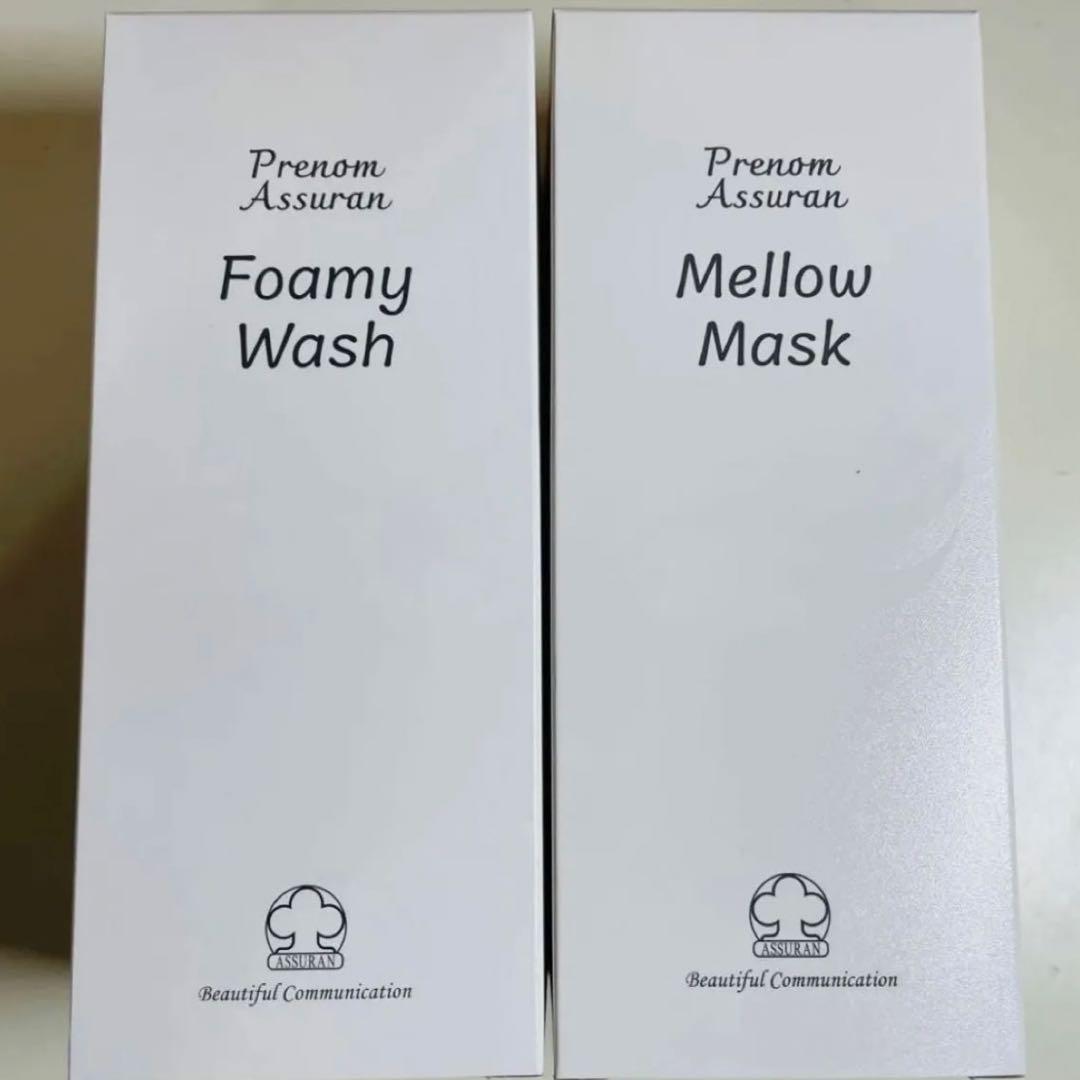 Prenom
Assuran
Foamy
Wash
ASSURAN
Beautiful Communication
Prenom
Assuran
Mellow
Mask
ASSURAN
Beautiful Communication